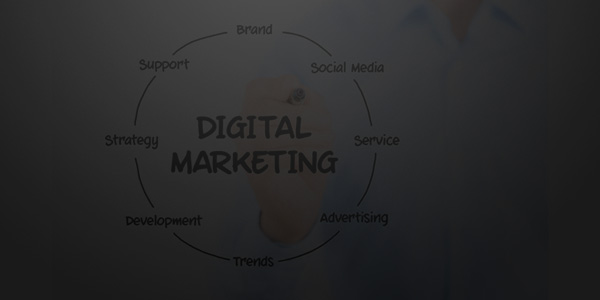 Brand
Support
Social Media
DIGITAL
Strategy
Service
MARKETING
Development
Advertising
Trends